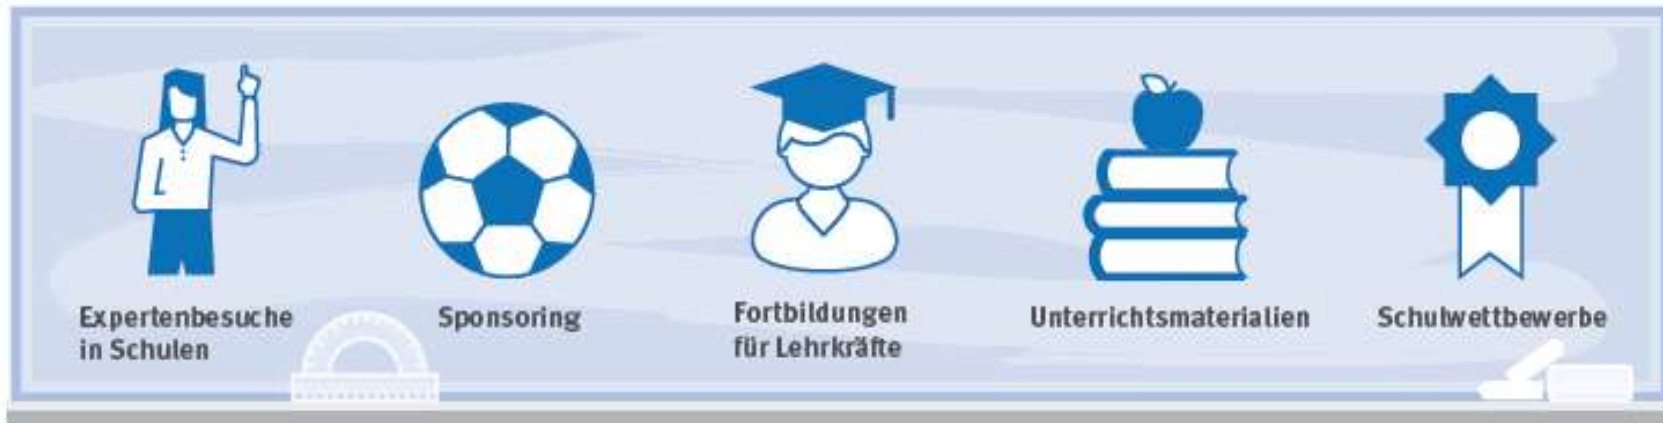 Expertenbesuche
in Schulen
Sponsoring
Fortbildungen
für Lehrkräfte
Unterrichtsmaterialien
Schulwettbewerbe